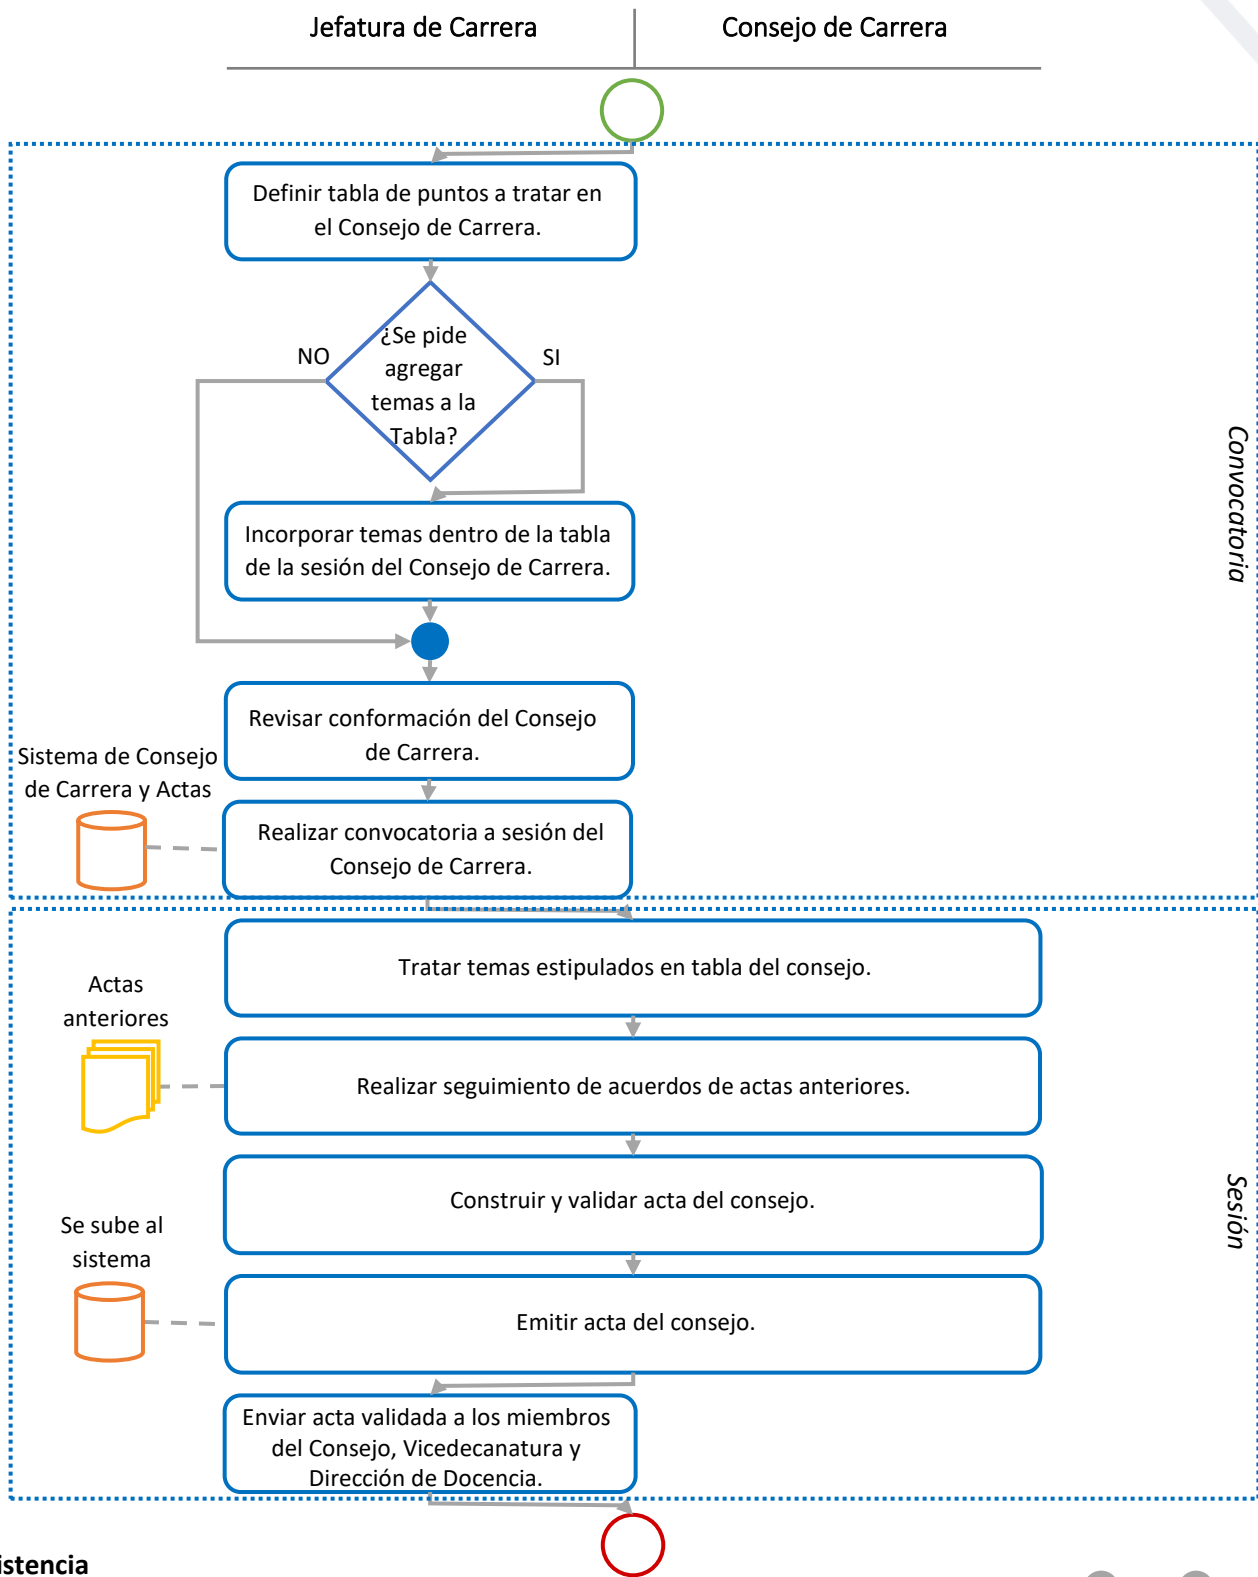 Jefatura de Carrera
Consejo de Carrera
Definir tabla de puntos a tratar en
el Consejo de Carrera.
¿Se pide
agregar
temas a la
Tabla?
NO
SI
Incorporar temas dentro de la tabla
de la sesión del Consejo de Carrera.
Convocatoria
Revisar conformación del Consejo
de Carrera.
Sistema de Consejo
de Carrera y Actas
Realizar convocatoria a sesión del
Consejo de Carrera.
Tratar temas estipulados en tabla del consejo.
Actas
anteriores
Realizar seguimiento de acuerdos de actas anteriores.
Construir y validar acta del consejo.
Sesión
Se sube al
sistema
Emitir acta del consejo.
Enviar acta validada a los miembros
del Consejo, Vicedecanatura y
Dirección de Docencia.
istencia